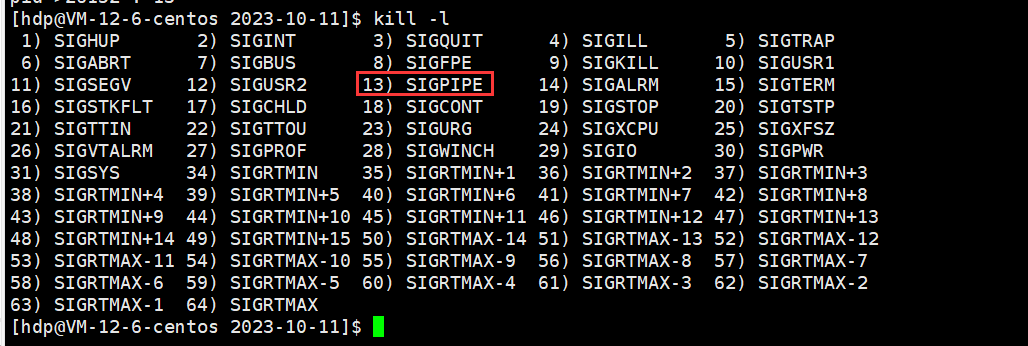 [hdp@VM-12-6-centos 2023-10-11]$ kill -l
 1) SIGHUP       2) SIGINT       3) SIGQUIT      4) SIGILL       5) SIGTRAP
 6) SIGABRT      7) SIGBUS       8) SIGFPE       9) SIGKILL     10) SIGUSR1
11) SIGSEGV     12) SIGUSR2     13) SIGPIPE     14) SIGALRM     15) SIGTERM
16) SIGSTKFLT   17) SIGCHLD     18) SIGCONT     19) SIGSTOP     20) SIGTSTP
21) SIGTTIN     22) SIGTTOU     23) SIGURG      24) SIGXCPU     25) SIGXFSZ
26) SIGVTALRM   27) SIGPROF     28) SIGWINCH    29) SIGIO       30) SIGPWR
31) SIGSYS      34) SIGRTMIN    35) SIGRTMIN+1  36) SIGRTMIN+2  37) SIGRTMIN+3
38) SIGRTMIN+4  39) SIGRTMIN+5  40) SIGRTMIN+6  41) SIGRTMIN+7  42) SIGRTMIN+8
43) SIGRTMIN+9  44) SIGRTMIN+10 45) SIGRTMIN+11 46) SIGRTMIN+12 47) SIGRTMIN+13
48) SIGRTMIN+14 49) SIGRTMIN+15 50) SIGRTMAX-14 51) SIGRTMAX-13 52) SIGRTMAX-12
53) SIGRTMAX-11 54) SIGRTMAX-10 55) SIGRTMAX-9  56) SIGRTMAX-8  57) SIGRTMAX-7
58) SIGRTMAX-6  59) SIGRTMAX-5  60) SIGRTMAX-4  61) SIGRTMAX-3  62) SIGRTMAX-2
63) SIGRTMAX-1  64) SIGRTMAX
[hdp@VM-12-6-centos 2023-10-11]$